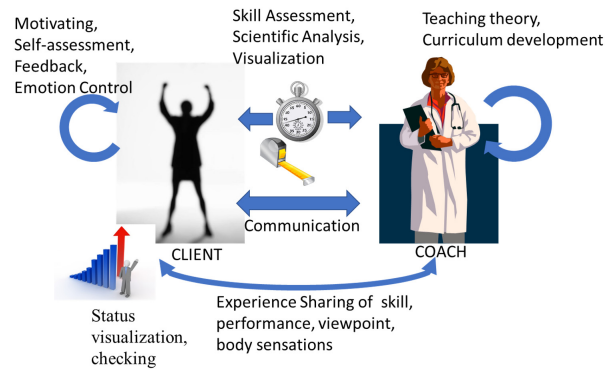 Motivating,
Self-assessment,
Feedback,
Emotion Control
Skill Assessment,
Scientific Analysis,
Visualization
Teaching theory,
Curriculum development
Communication
CLIENT
COACH
Experience Sharing of skill,
performance, viewpoint,
body sensations
Status
visualization,
checking